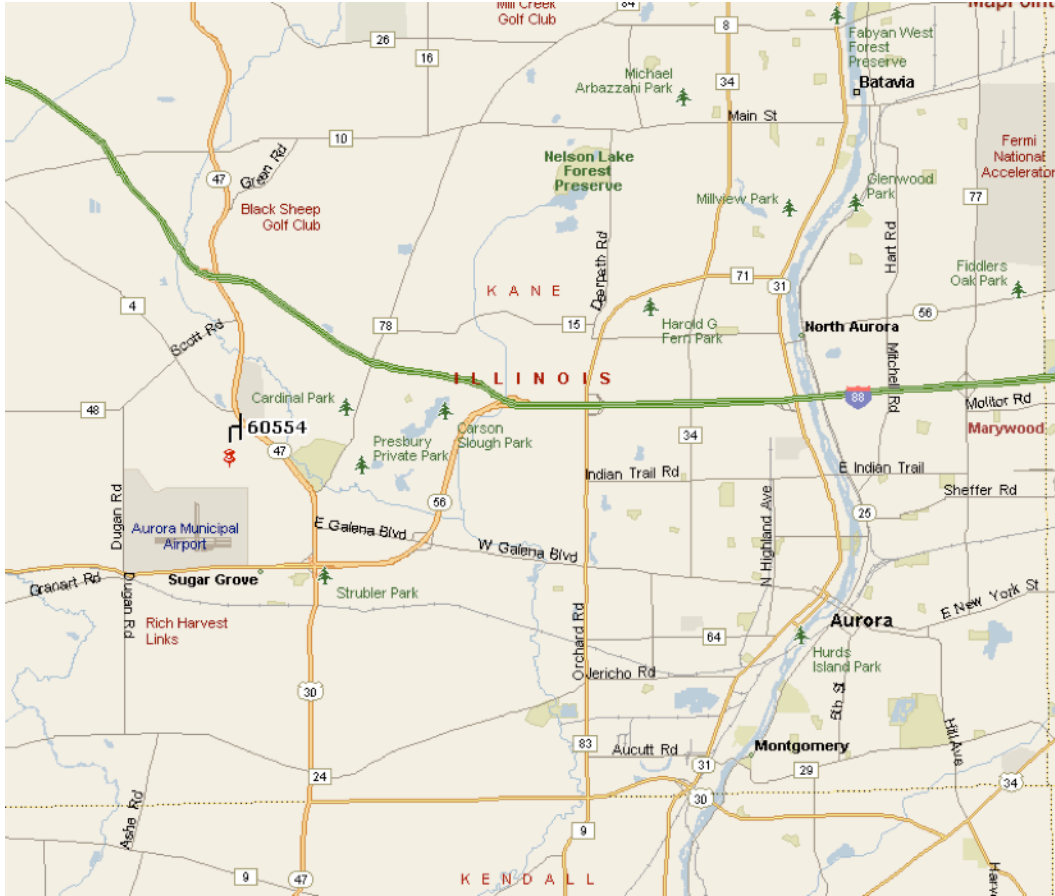 Mill Creek
Golf Club
84
MapPoint
8
Fabyan West
Forest
Preserve
26
16
Michael
Arbazzani Park
34
Batavia
Main St
10
Green Rd
Nelson Lake
Forest
Preserve
Fermi
National
Accelerator
47
Glenwood
Park
77
Black Sheep
Golf Club
Millview Park
Hart Rd
Deerpath Rd
71
31
Fiddlers
Oak Park
KANE
4
78
15
Harold G
Fern Park
56
Scott Rd
North Aurora
Mitchell Rd
ILLINOIS
88
48
Cardinal Park
Molitor Rd
60554
Carson
Slough Park
34
Marywood
47
Presbury
Private Park
Indian Trail Rd
E Indian Trail
Sheffer Rd
Dugan Rd
56
25
N Highland Ave
Aurora Municipal
Airport
E Galena Blvd
W Galena Blvd
Granart Rd
Sugar Grove
Strubler Park
Dugan Rd
E New York St
Rich Harvest
Links
Orchard Rd
64
Aurora
Hurds
Island Park
Jericho Rd
30
5th St
Hill Ave
83
Aucutt Rd
Montgomery
31
29
24
34
30
Ashe Rd
9
9
47
KENDALL
Harv